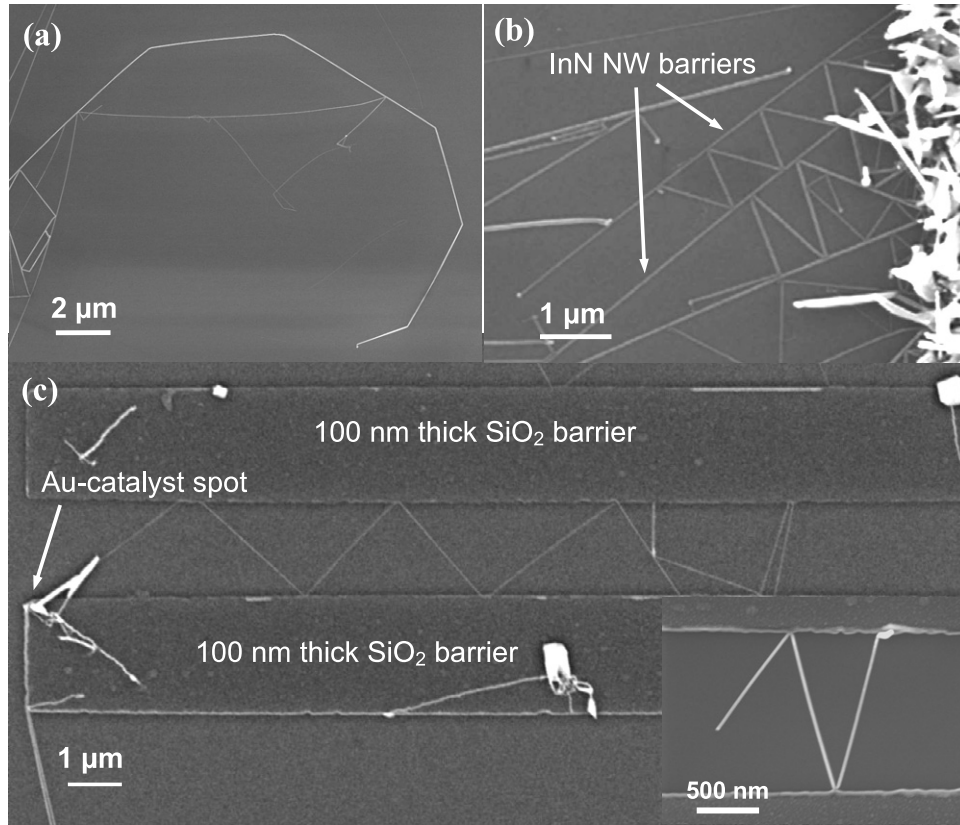 (a)
2 μm
(b)
InN NW barriers
1 μm
(c)
100 nm thick SiO₂ barrier
Au-catalyst spot
100 nm thick SiO₂ barrier
1 μm
500 nm